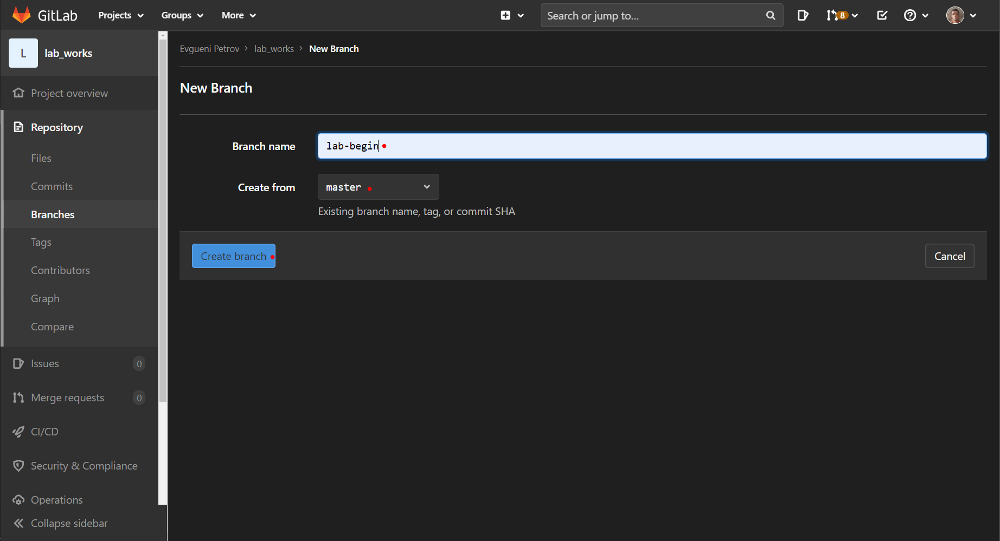 GitLab Projects Groups More Search or jump to... 8
L lab_works
Evgueni Petrov > lab_works > New Branch
New Branch
Project overview
Repository
Files
Commits
Branches
Tags
Contributors
Graph
Compare
Issues 0
Merge requests 0
CI/CD
Security & Compliance
Operations
Collapse sidebar
Branch name lab-begin
Create from master
Existing branch name, tag, or commit SHA
Create branch Cancel